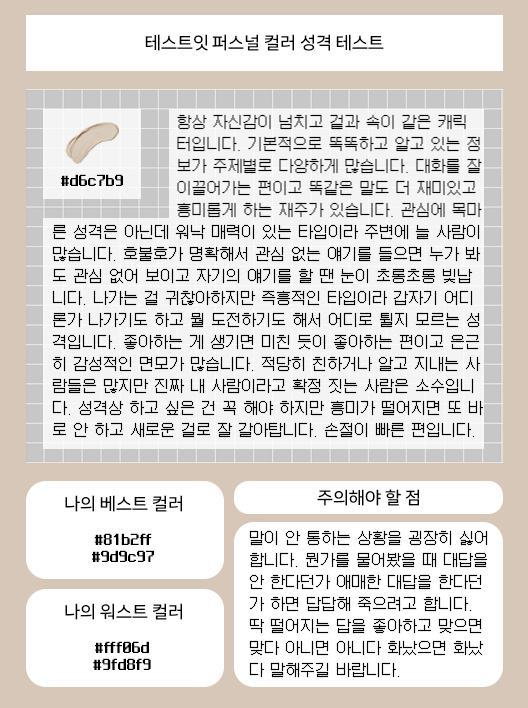 테스트잇 퍼스널 컬러 성격 테스트
#d6c7b9
항상 자신감이 넘치고 겉과 속이 같은 캐릭
터입니다. 기본적으로 똑똑하고 알고 있는 정
보가 주제별로 다양하게 많습니다. 대화를 잘
이끌어가는 편이고 똑같은 말도 더 재미있고
흥미롭게 하는 재주가 있습니다. 관심에 목마
른 성격은 아닌데 워낙 매력이 있는 타입이라 주변에 늘 사람이
많습니다. 호불호가 명확해서 관심 없는 얘기를 들으면 누가 봐
도 관심 없어 보이고 자기의 얘기를 할 땐 눈이 초롱초롱 빛납
니다. 나가는 걸 귀찮아하지만 즉흥적인 타입이라 갑자기 어디
론가 나가기도 하고 뭘 도전하기도 해서 어디로 튈지 모르는 성
격입니다. 좋아하는 게 생기면 미친 듯이 좋아하는 편이고 은근
히 감성적인 면모가 많습니다. 적당히 친하거나 알고 지내는 사
람들은 많지만 진짜 내 사람이라고 확정 짓는 사람은 소수입니
다. 성격상 하고 싶은 건 꼭 해야 하지만 흥미가 떨어지면 또 바
로 안 하고 새로운 걸로 잘 갈아탑니다. 손절이 빠른 편입니다.
나의 베스트 컬러
#81b2ff
#9d9c97
나의 워스트 컬러
#fff06d
#9fd8f9
주의해야 할 점
말이 안 통하는 상황을 굉장히 싫어
합니다. 뭔가를 물어봤을 때 대답을
안 한다던가 애매한 대답을 한다던
가 하면 답답해 죽으려고 합니다.
딱 떨어지는 답을 좋아하고 맞으면
맞다 아니면 아니다 화났으면 화났
다 말해주길 바랍니다.